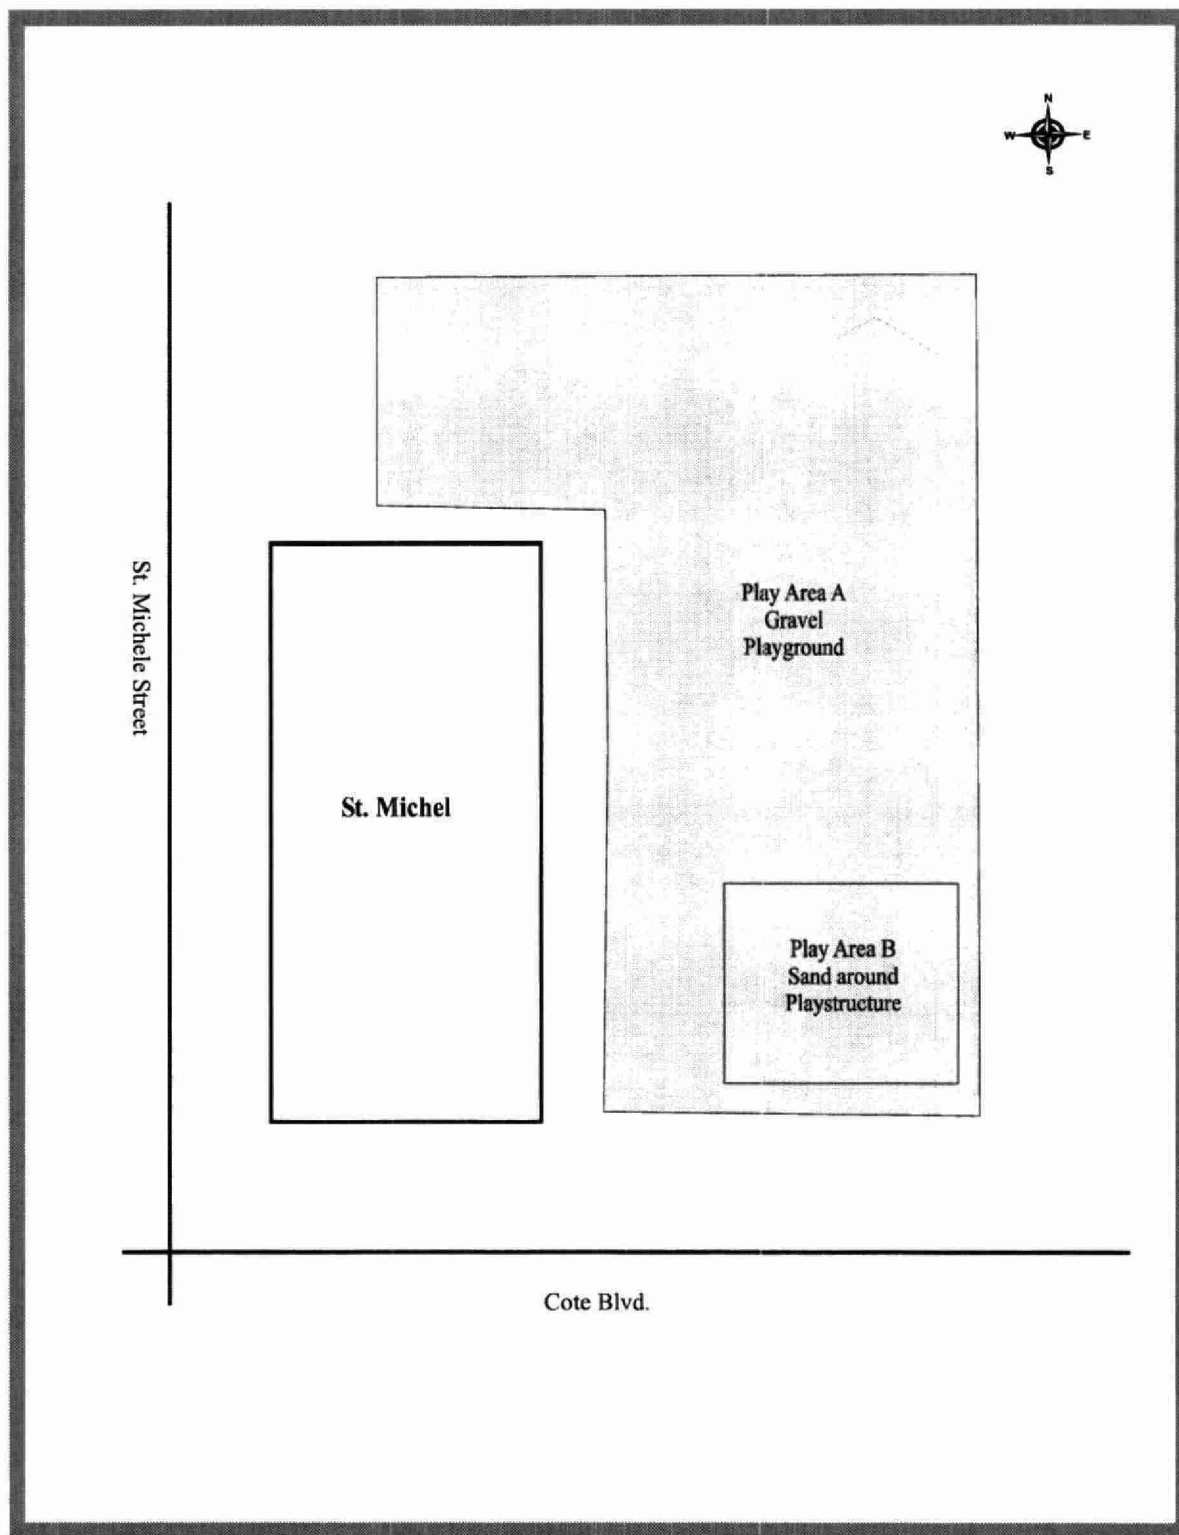 N
W E
S
St. Michele Street
Play Area A
Gravel
Playground
St. Michel
Play Area B
Sand around
Playstructure
Cote Blvd.